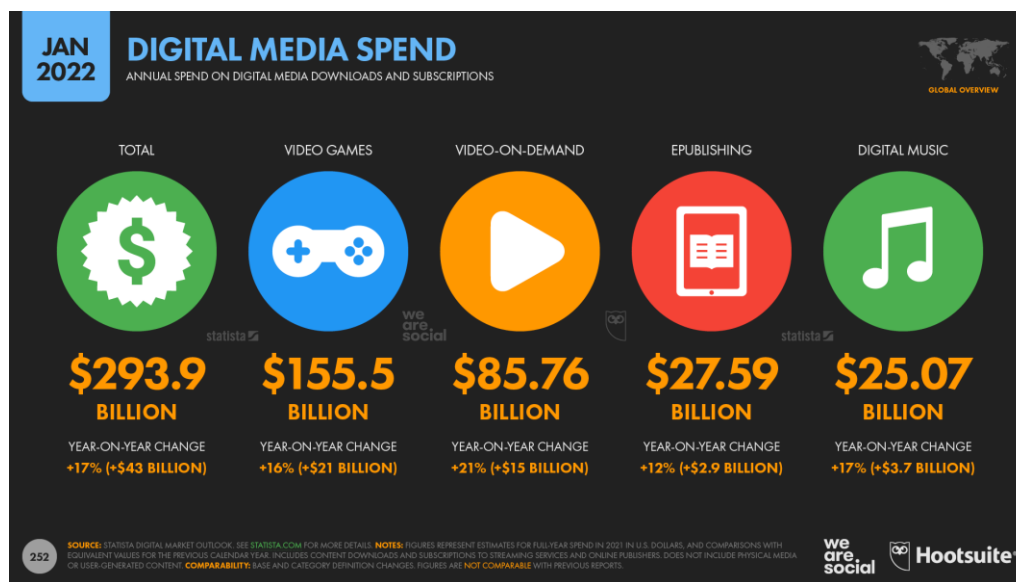 JAN
2022
DIGITAL MEDIA SPEND
ANNUAL SPEND ON DIGITAL MEDIA DOWNLOADS AND SUBSCRIPTIONS
GLOBAL OVERVIEW
TOTAL
VIDEO GAMES
VIDEO-ON-DEMAND
EPUBLISHING
DIGITAL MUSIC
$
statista
we
are
social
statista
$293.9
BILLION
YEAR-ON-YEAR CHANGE
+17% (+$43 BILLION)
$155.5
BILLION
YEAR-ON-YEAR CHANGE
+16% (+$21 BILLION)
$85.76
BILLION
YEAR-ON-YEAR CHANGE
+21% (+$15 BILLION)
$27.59
BILLION
YEAR-ON-YEAR CHANGE
+12% (+$2.9 BILLION)
$25.07
BILLION
YEAR-ON-YEAR CHANGE
+17% (+$3.7 BILLION)
252
SOURCE: STATISTA DIGITAL MARKET OUTLOOK. SEE STATISTA.COM FOR MORE DETAILS. NOTES: FIGURES REPRESENT ESTIMATES FOR FULL-YEAR SPEND IN 2021 IN U.S. DOLLARS, AND COMPARISONS WITH
EQUIVALENT VALUES FOR THE PREVIOUS CALENDAR YEAR. INCLUDES CONTENT DOWNLOADS AND SUBSCRIPTIONS TO STREAMING SERVICES AND ONLINE PUBLISHERS. DOES NOT INCLUDE PHYSICAL MEDIA
OR USER-GENERATED CONTENT. COMPARABILITY: BASE AND CATEGORY DEFINITION CHANGES. FIGURES ARE NOT COMPARABLE WITH PREVIOUS REPORTS.
we
are
social
Hootsuite